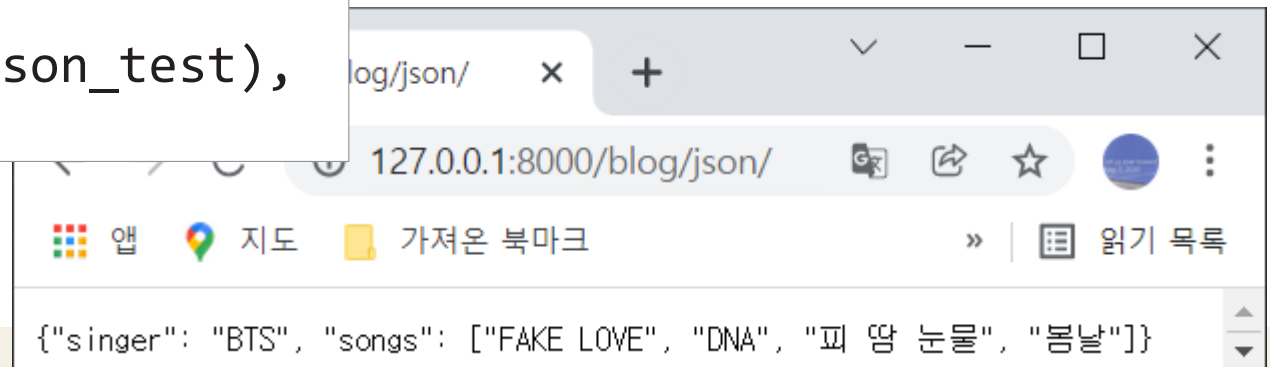 son_test),
log/json/
127.0.0.1:8000/blog/json/
앱 지도 가져온 북마크 » 읽기 목록
{"singer": "BTS", "songs": ["FAKE LOVE", "DNA", "피 땀 눈물", "봄날"]}